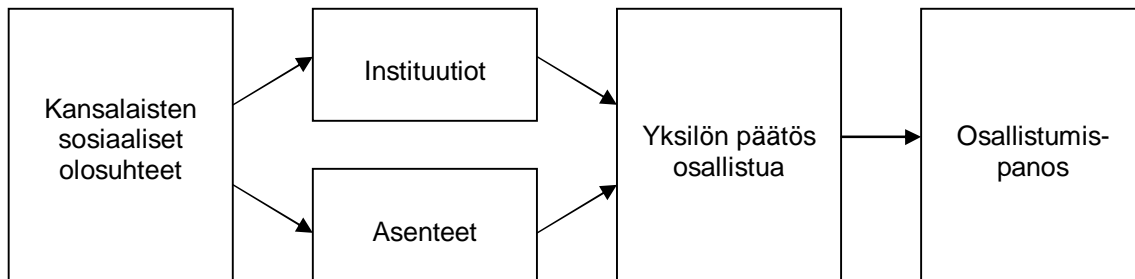 Kansalaisten
sosiaaliset
olosuhteet
Instituutiot
Asenteet
Yksilön päätös
osallistua
Osallistumis-
panos